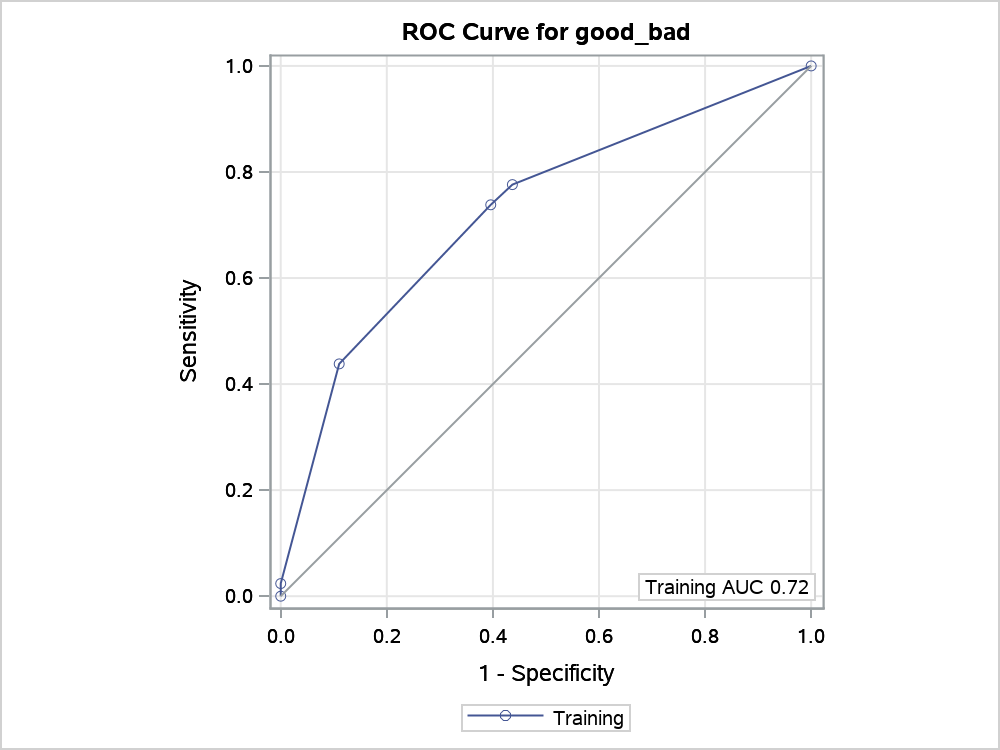 ROC Curve for good_bad
1.0
0.8
0.6
0.4
0.2
0.0
Sensitivity
Training AUC 0.72
0.0 0.2 0.4 0.6 0.8 1.0
1 - Specificity
Training